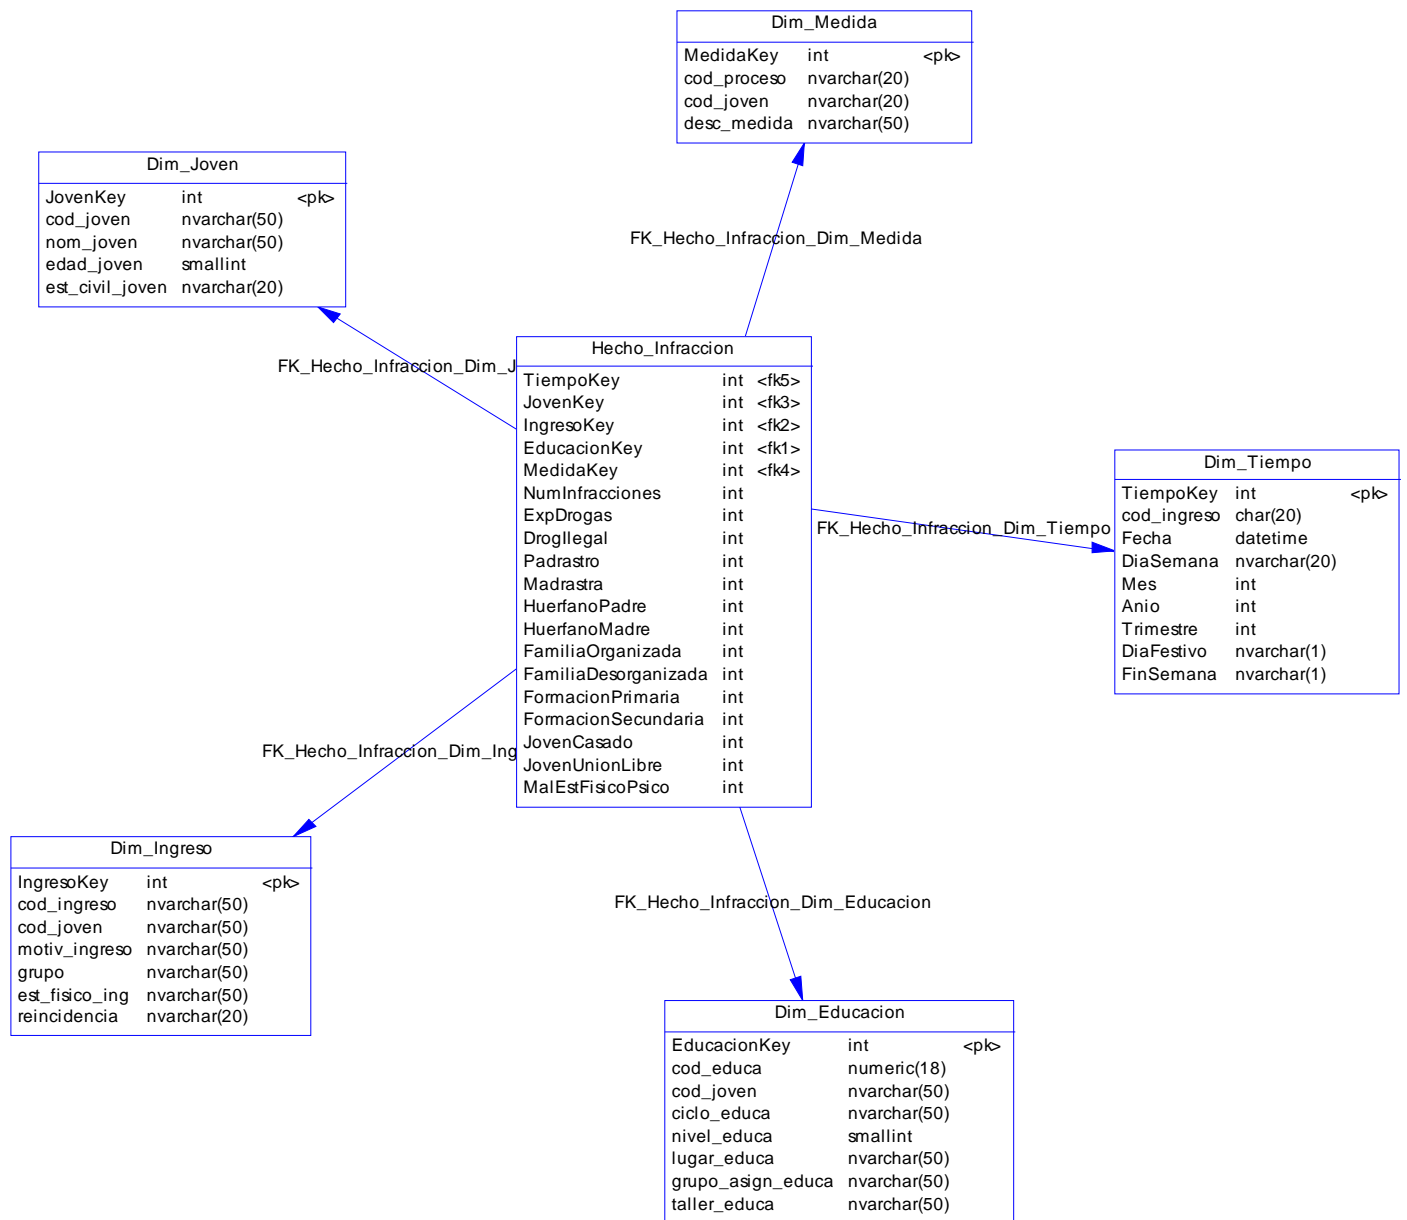 Dim_Medida
MedidaKey int <pk>
cod_proceso nvarchar(20)
cod_joven nvarchar(20)
desc_medida nvarchar(50)
Dim_Joven
JovenKey int <pk>
cod_joven nvarchar(50)
nom_joven nvarchar(50)
edad_joven smallint
est_civil_joven nvarchar(20)
FK_Hecho_Infraccion_Dim_Medida
FK_Hecho_Infraccion_Dim_J
Hecho_Infraccion
TiempoKey int <fk5>
JovenKey int <fk3>
IngresoKey int <fk2>
EducacionKey int <fk1>
MedidaKey int <fk4>
NumInfracciones int
ExpDrogas int
DrogIlegal int
Padrastro int
Madrastra int
HuerfanoPadre int
HuerfanoMadre int
FamiliaOrganizada int
FamiliaDesorganizada int
FormacionPrimaria int
FormacionSecundaria int
JovenCasado int
JovenUnionLibre int
MalEstFisicoPsico int
FK_Hecho_Infraccion_Dim_Tiempo
Dim_Tiempo
TiempoKey int <pk>
cod_ingreso char(20)
Fecha datetime
DiaSemana nvarchar(20)
Mes int
Anio int
Trimestre int
DiaFestivo nvarchar(1)
FinSemana nvarchar(1)
FK_Hecho_Infraccion_Dim_Ing
Dim_Ingreso
IngresoKey int <pk>
cod_ingreso nvarchar(50)
cod_joven nvarchar(50)
motiv_ingreso nvarchar(50)
grupo nvarchar(50)
est_fisico_ing nvarchar(50)
reincidencia nvarchar(20)
FK_Hecho_Infraccion_Dim_Educacion
Dim_Educacion
EducacionKey int <pk>
cod_educa numeric(18)
cod_joven nvarchar(50)
ciclo_educa nvarchar(50)
nivel_educa smallint
lugar_educa nvarchar(50)
grupo_asign_educa nvarchar(50)
taller_educa nvarchar(50)